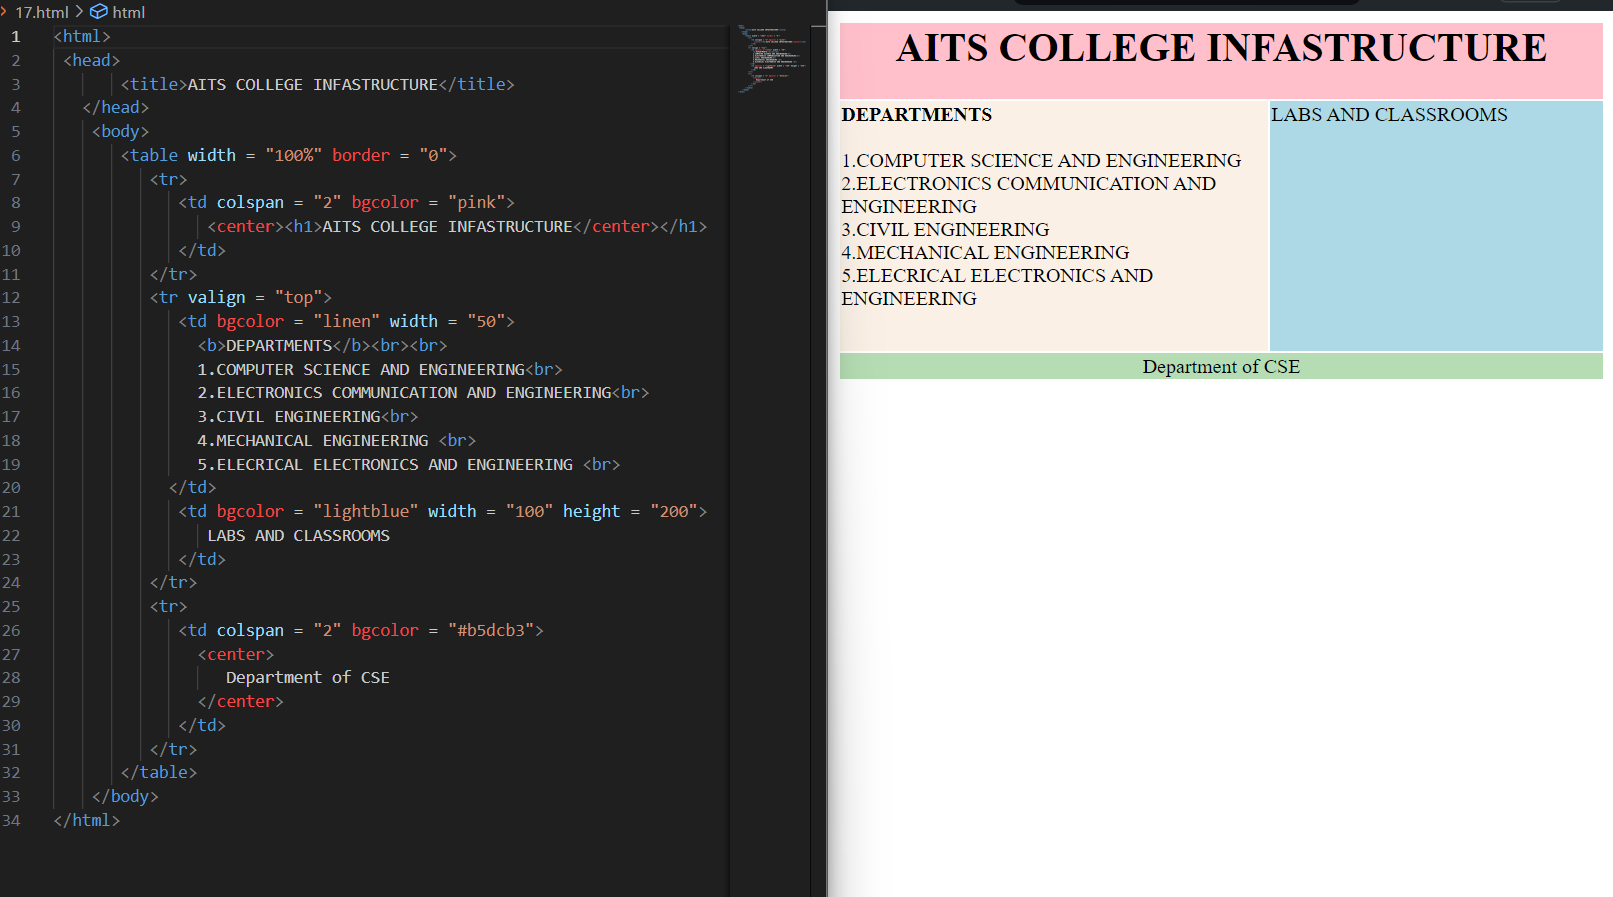 17.html > html
1 <html>
2 <head>
3 <title>AITS COLLEGE INFASTRUCTURE</title>
4 </head>
5 <body>
6 <table width = "100%" border = "0">
7 <tr>
8 <td colspan = "2" bgcolor = "pink">
9 <center><h1>AITS COLLEGE INFASTRUCTURE</center></h1>
10 </td>
11 </tr>
12 <tr valign = "top">
13 <td bgcolor = "linen" width = "50">
14 <b>DEPARTMENTS</b><br><br>
15 1.COMPUTER SCIENCE AND ENGINEERING<br>
16 2.ELECTRONICS COMMUNICATION AND ENGINEERING<br>
17 3.CIVIL ENGINEERING<br>
18 4.MECHANICAL ENGINEERING <br>
19 5.ELECRICAL ELECTRONICS AND ENGINEERING <br>
20 </td>
21 <td bgcolor = "lightblue" width = "100" height = "200">
22 LABS AND CLASSROOMS
23 </td>
24 </tr>
25 <tr>
26 <td colspan = "2" bgcolor = "#b5dcb3">
27 <center>
28 Department of CSE
29 </center>
30 </td>
31 </tr>
32 </table>
33 </body>
34 </html>
AITS COLLEGE INFASTRUCTURE
DEPARTMENTS
1.COMPUTER SCIENCE AND ENGINEERING
2.ELECTRONICS COMMUNICATION AND
ENGINEERING
3.CIVIL ENGINEERING
4.MECHANICAL ENGINEERING
5.ELECRICAL ELECTRONICS AND
ENGINEERING
LABS AND CLASSROOMS
Department of CSE